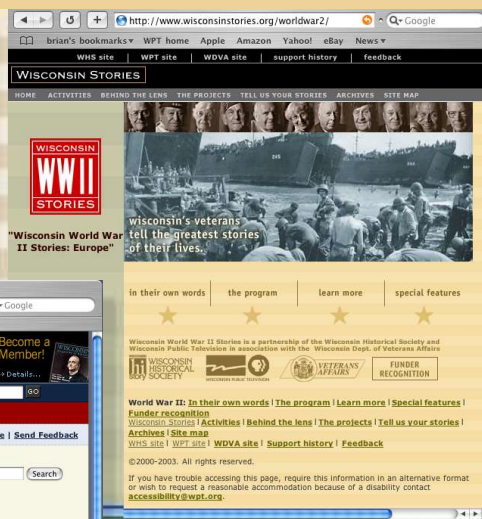 http://www.wisconsinstories.org/worldwar2/
Google
brian's bookmarks WPT home Apple Amazon Yahoo! eBay News
WHS site | WPT site | WDVA site | support history | feedback
WISCONSIN STORIES
HOME ACTIVITIES BEHIND THE LENS THE PROJECTS TELL US YOUR STORIES ARCHIVES SITE MAP
WISCONSIN
WWII
STORIES
"Wisconsin World War
II Stories: Europe"
wisconsin's veterans
tell the greatest stories
of their lives.
in their own words
the program
learn more
special features
Wisconsin World War II Stories is a partnership of the Wisconsin Historical Society and
Wisconsin Public Television in association with the Wisconsin Dept. of Veterans Affairs
WISCONSIN
HISTORICAL
SOCIETY
WISCONSIN PUBLIC TELEVISION
VETERANS
AFFAIRS
FUNDER
RECOGNITION
World War II: In their own words | The program | Learn more | Special features |
Funder recognition
Wisconsin Stories | Activities | Behind the lens | The projects | Tell us your stories |
Archives | Site map
WHS site | WPT site | WDVA site | Support history | Feedback
©2000-2003. All rights reserved.
If you have trouble accessing this page, require this information in an alternative format
or wish to request a reasonable accommodation because of a disability contact
accessibility@wpt.org.
Google
Become a
Member!
Details...
GO
e | Send Feedback
Search